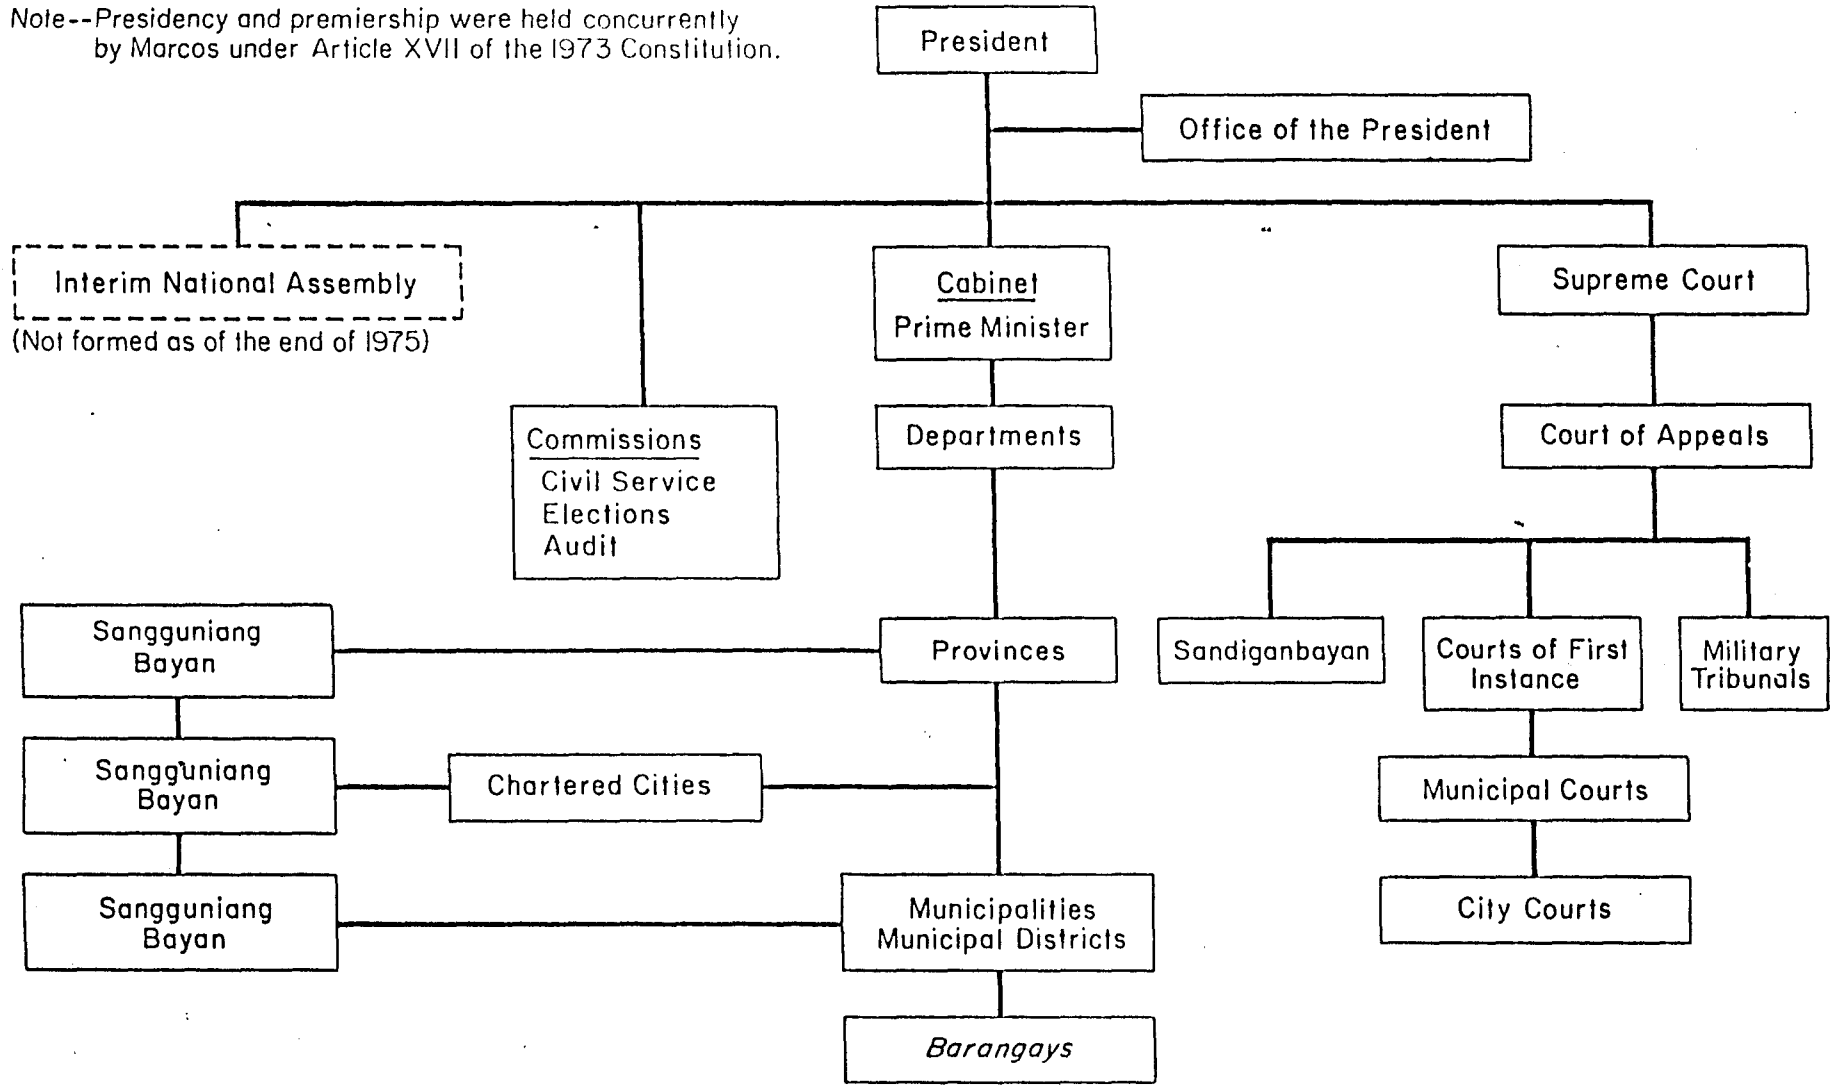 Note--Presidency and premiership were held concurrently
by Marcos under Article XVII of the 1973 Constitution.
President
Office of the President
Interim National Assembly
(Not formed as of the end of 1975)
Cabinet
Prime Minister
Supreme Court
Commissions
Civil Service
Elections
Audit
Departments
Court of Appeals
Sangguniang
Bayan
Provinces
Sandiganbayan
Courts of First
Instance
Military
Tribunals
Sangguniang
Bayan
Chartered Cities
Municipal Courts
Sangguniang
Bayan
Municipalities
Municipal Districts
City Courts
Barangays